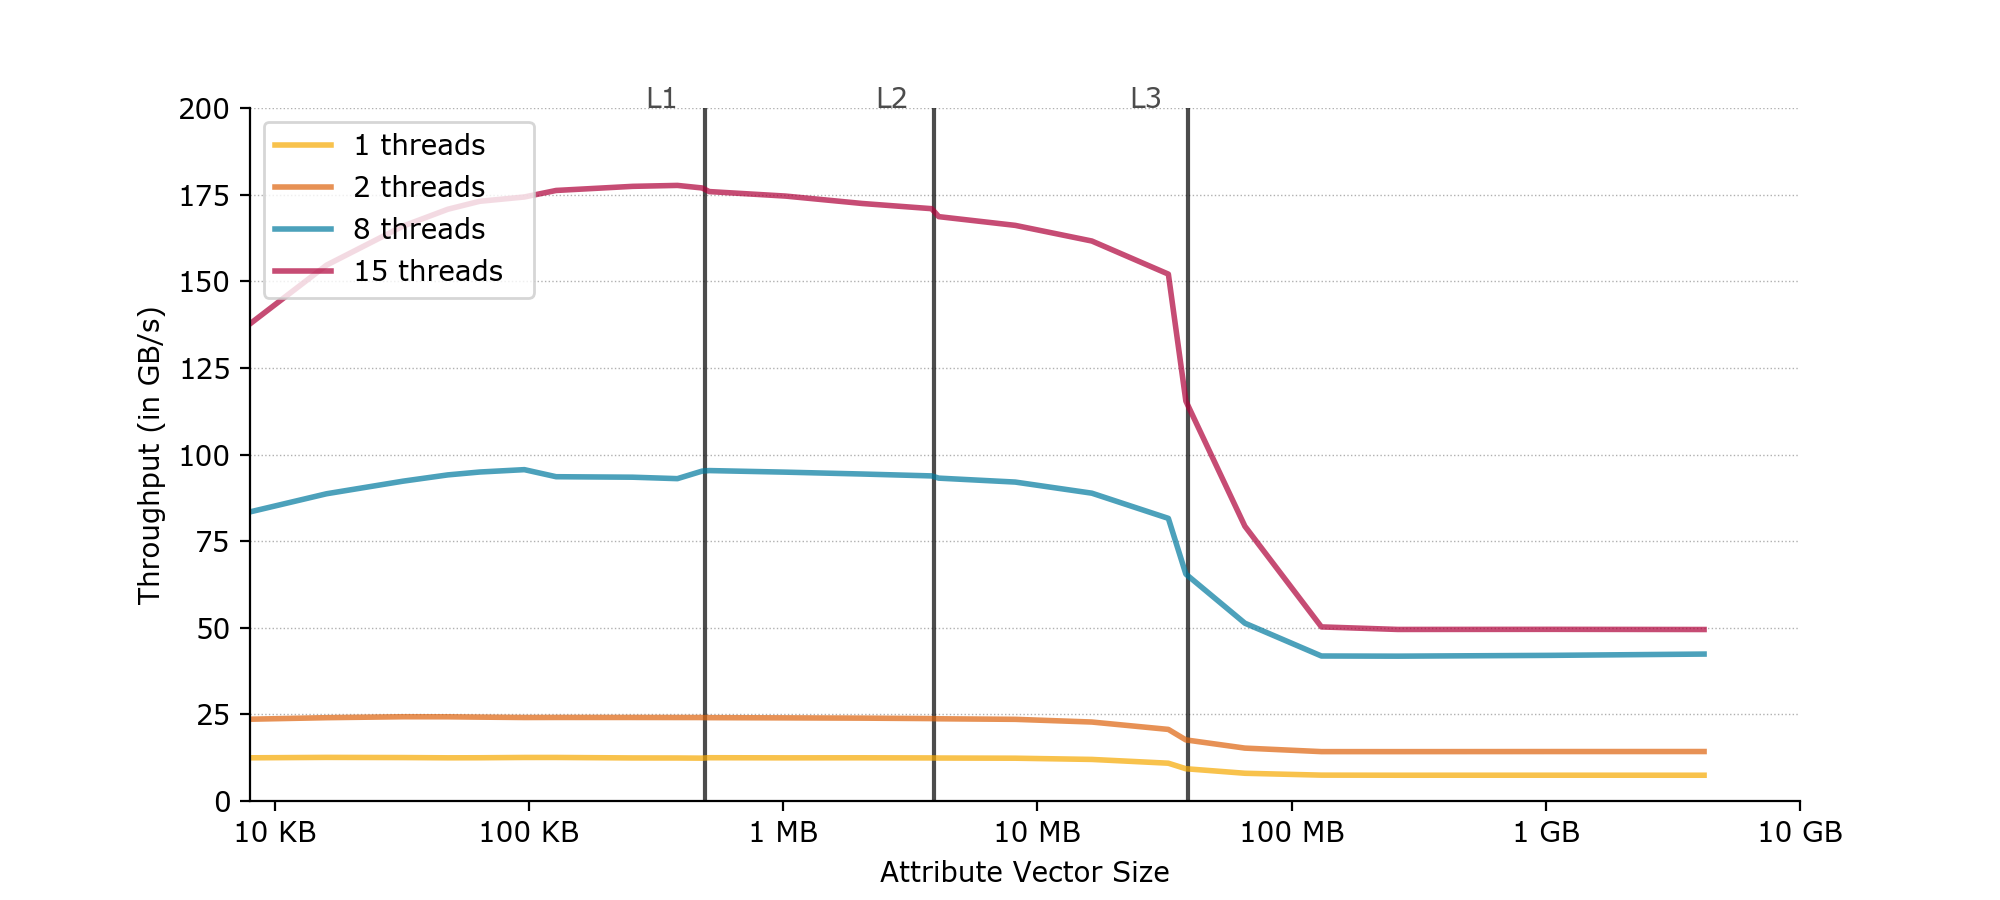 L1 L2 L3
200
175
150
125
100
75
50
25
0
Throughput (in GB/s)
1 threads
2 threads
8 threads
15 threads
10 KB 100 KB 1 MB 10 MB 100 MB 1 GB 10 GB
Attribute Vector Size